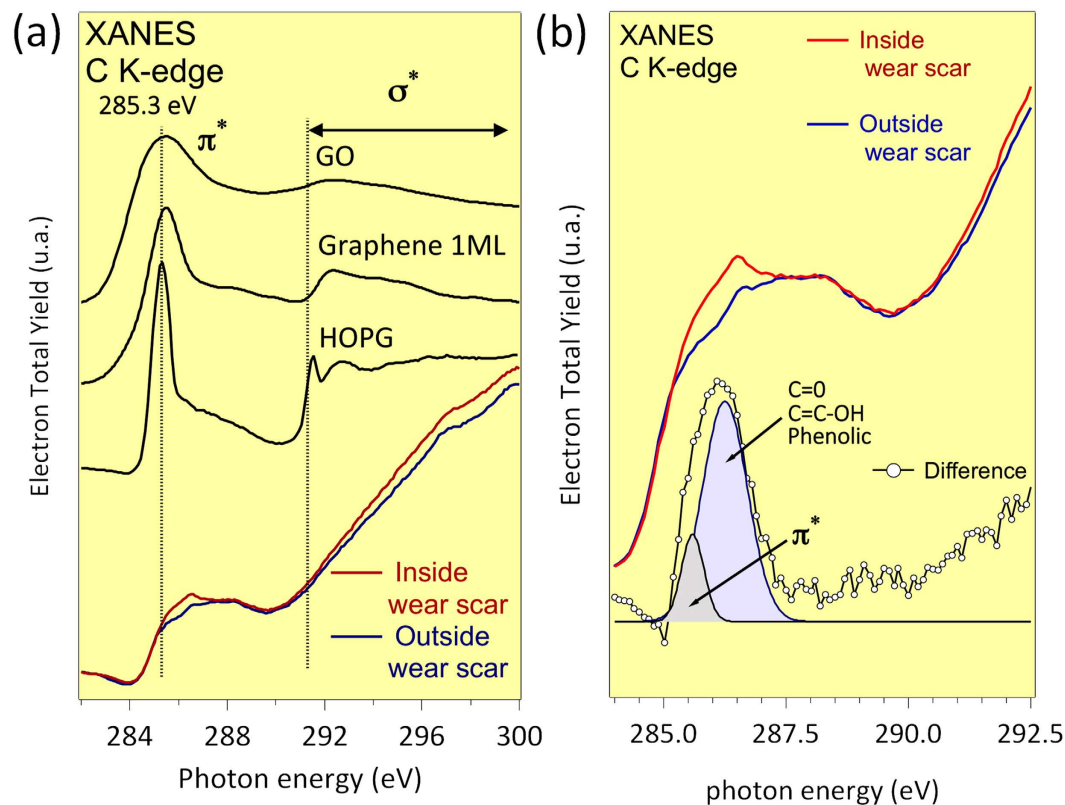 (a)
XANES
C K-edge
285.3 eV
π*
σ*
GO
Graphene 1ML
HOPG
Inside
wear scar
Outside
wear scar
Electron Total Yield (u.a.)
284
288
292
296
300
Photon energy (eV)
(b)
XANES
C K-edge
Inside
wear scar
Outside
wear scar
C=0
C=C-OH
Phenolic
Difference
π*
Electron Total Yield (u.a.)
285.0
287.5
290.0
292.5
photon energy (eV)